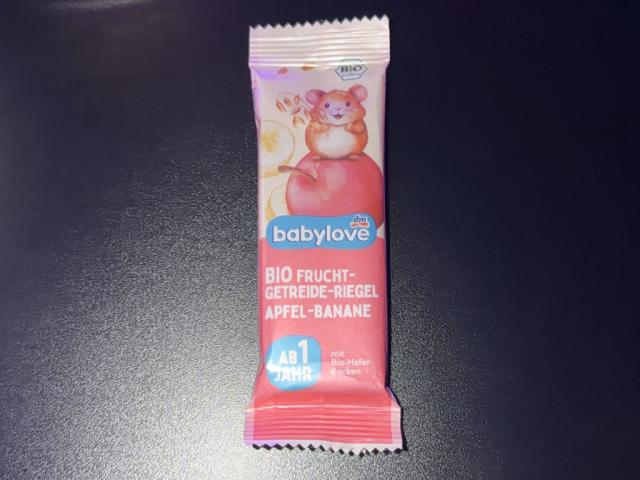 BIO
dm
babylove
BIO FRUCHT-
GETREIDE-RIEGEL
APFEL-BANANE
AB 1
JAHR
mit
Bio-Hafer-
flocken